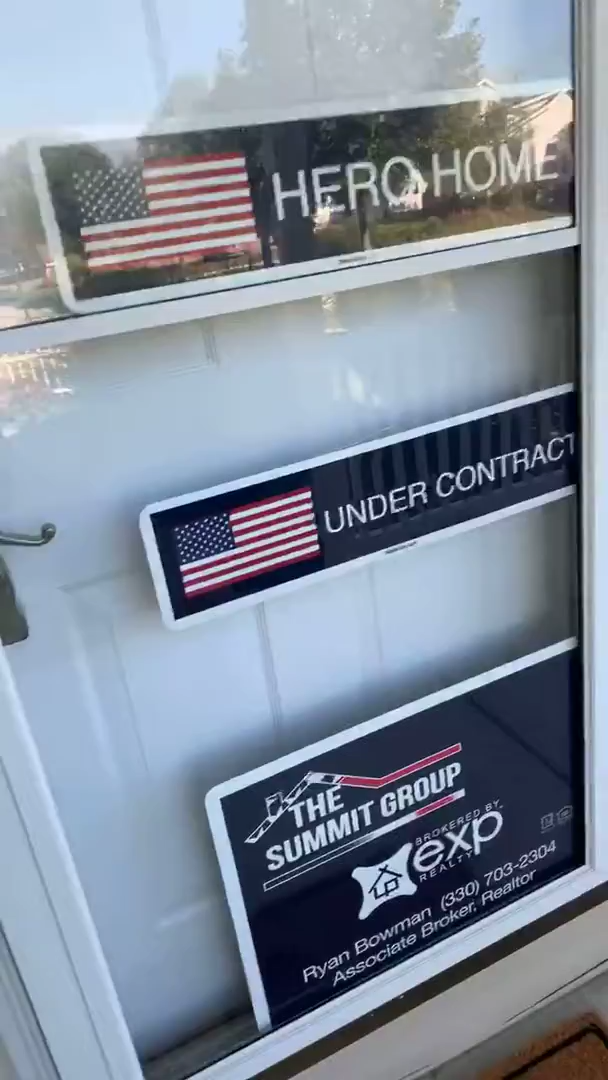 HERO HOME
UNDER CONTRACT
THE
SUMMIT GROUP
BROKERED BY
exp
REALTY
Ryan Bowman (330) 703-2304
Associate Broker, Realtor